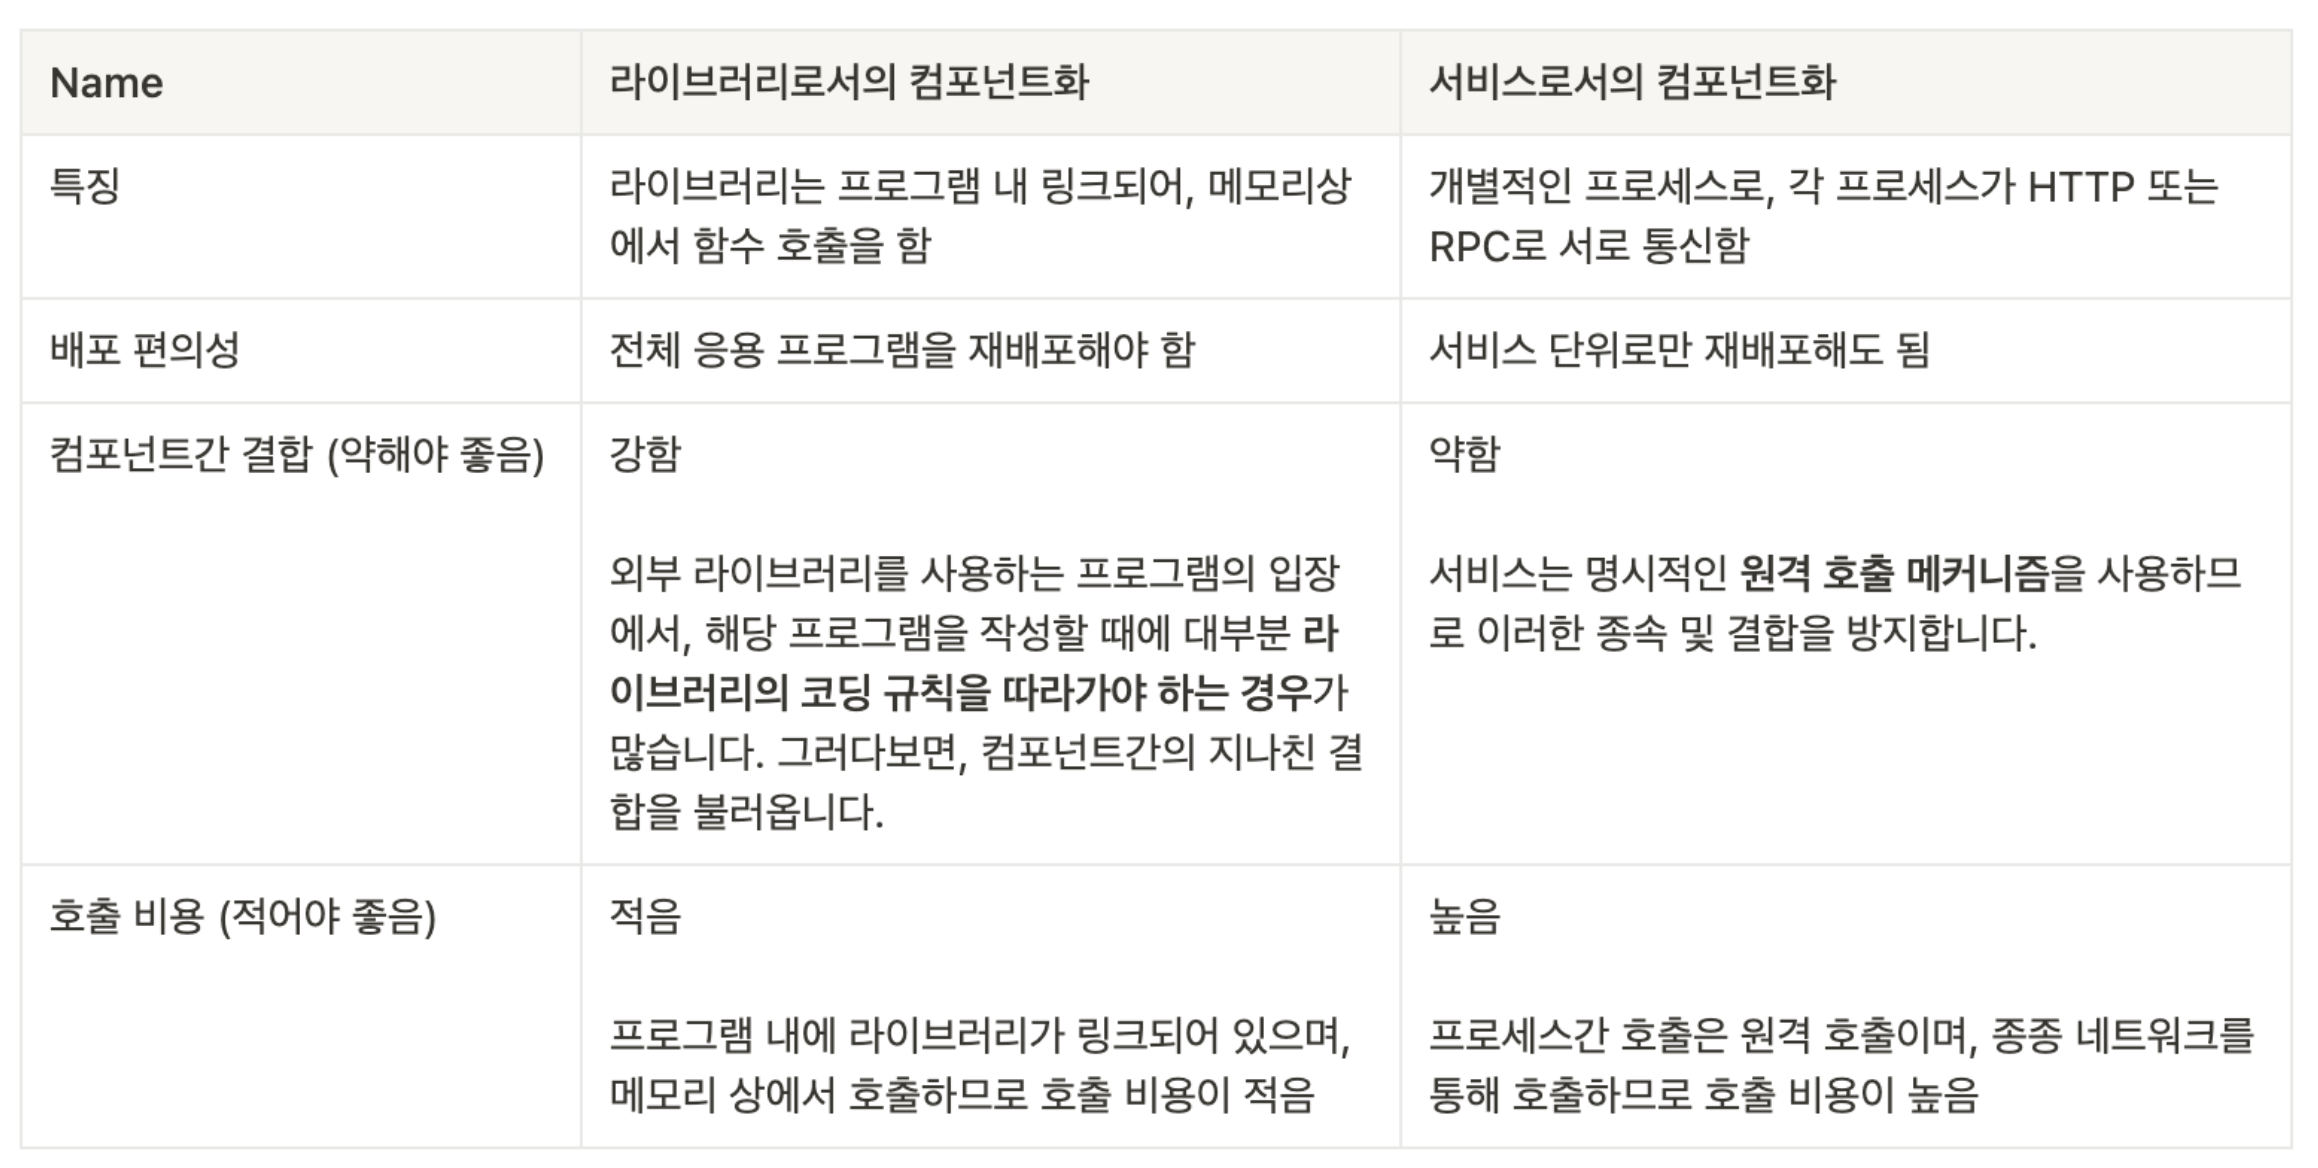 Name
라이브러리로서의 컴포넌트화
서비스로서의 컴포넌트화
특징
라이브러리는 프로그램 내 링크되어, 메모리상
에서 함수 호출을 함
개별적인 프로세스로, 각 프로세스가 HTTP 또는
RPC로 서로 통신함
배포 편의성
전체 응용 프로그램을 재배포해야 함
서비스 단위로만 재배포해도 됨
컴포넌트간 결합 (약해야 좋음)
강함
외부 라이브러리를 사용하는 프로그램의 입장
에서, 해당 프로그램을 작성할 때에 대부분 라
이브러리의 코딩 규칙을 따라가야 하는 경우가
많습니다. 그러다보면, 컴포넌트간의 지나친 결
합을 불러옵니다.
약함
서비스는 명시적인 원격 호출 메커니즘을 사용하므
로 이러한 종속 및 결합을 방지합니다.
호출 비용 (적어야 좋음)
적음
프로그램 내에 라이브러리가 링크되어 있으며,
메모리 상에서 호출하므로 호출 비용이 적음
높음
프로세스간 호출은 원격 호출이며, 종종 네트워크를
통해 호출하므로 호출 비용이 높음